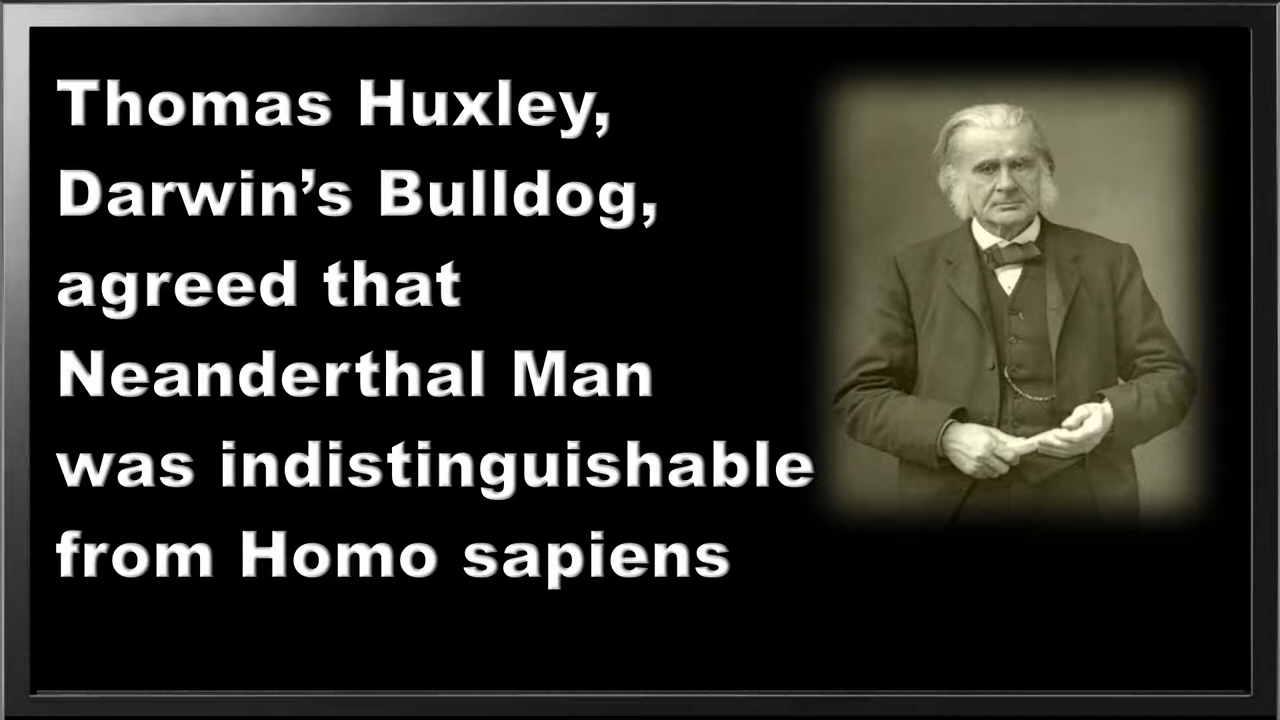 Thomas Huxley,
Darwin’s Bulldog,
agreed that
Neanderthal Man
was indistinguishable
from Homo sapiens